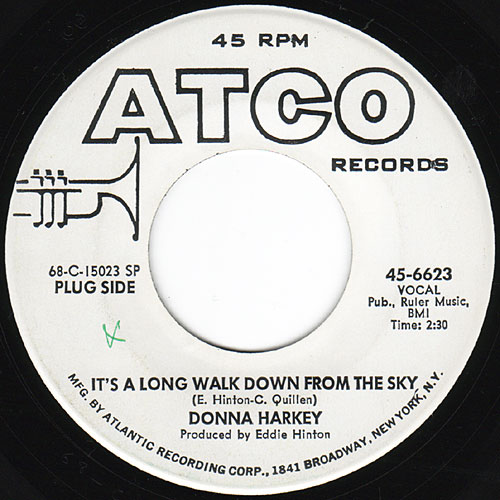 45 RPM
ATCO
RECORDS
68-C-15023 SP
PLUG SIDE
45-6623
VOCAL
Pub., Ruler Music,
BMI
Time: 2:30
IT'S A LONG WALK DOWN FROM THE SKY
(E. Hinton-C. Quillen)
DONNA HARKEY
Produced by Eddie Hinton
MFG. BY ATLANTIC RECORDING CORP., 1841 BROADWAY, NEW YORK, N.Y.